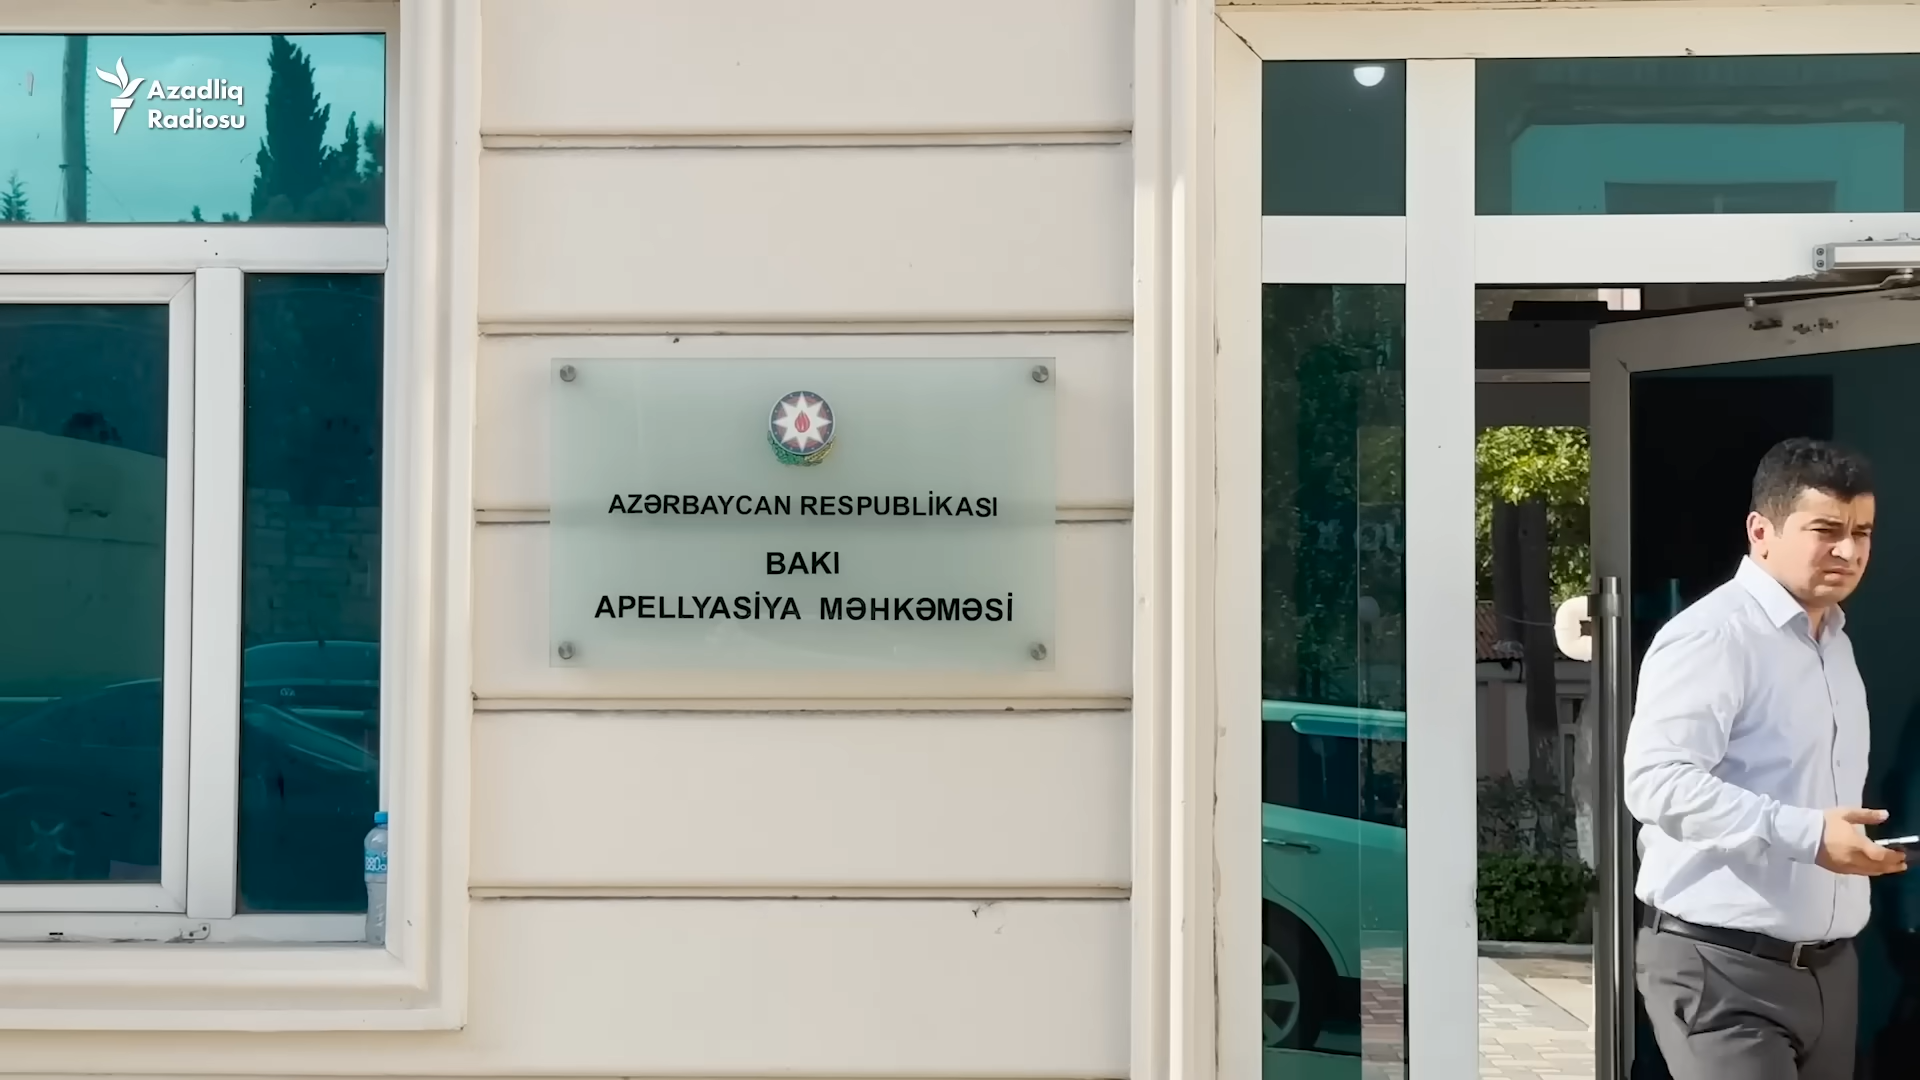 Azadliq
Radiosu
AZƏRBAYCAN RESPUBLİKASI
BAKI
APELLYASİYA MƏHKƏMƏSİ